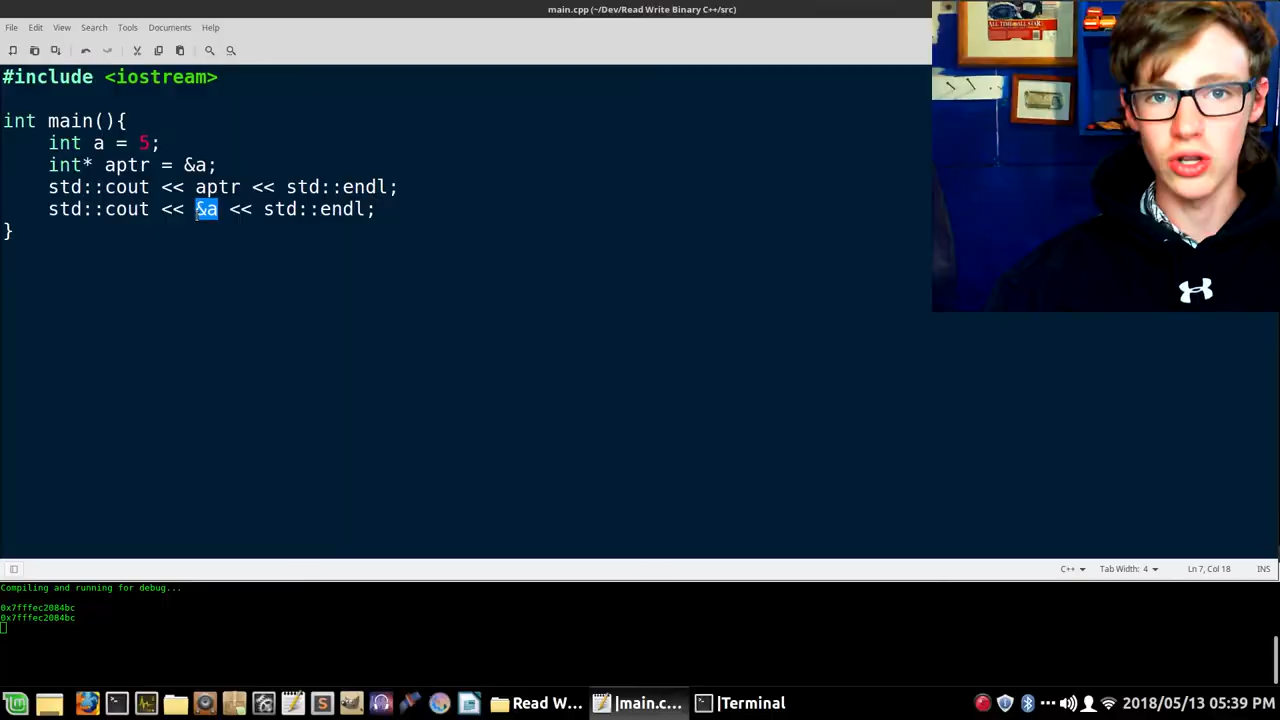 main.cpp (~/Dev/Read Write Binary C++/src)
File Edit View Search Tools Documents Help
#include <iostream>
int main(){
    int a = 5;
    int* aptr = &a;
    std::cout << aptr << std::endl;
    std::cout << &a << std::endl;
}
C++ Tab Width: 4 Ln 7, Col 18 INS
Compiling and running for debug...
0x7fffec2084bc
0x7fffec2084bc
Read W... |main.c... |Terminal 2018/05/13 05:39 PM